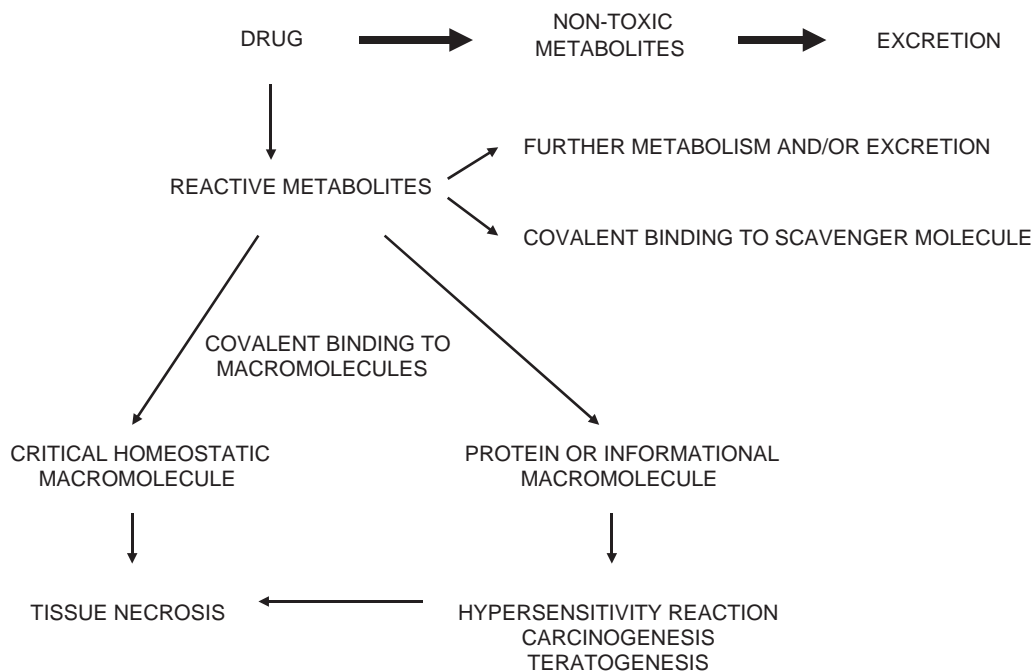 DRUG
NON-TOXIC
METABOLITES
EXCRETION
FURTHER METABOLISM AND/OR EXCRETION
REACTIVE METABOLITES
COVALENT BINDING TO SCAVENGER MOLECULE
COVALENT BINDING TO
MACROMOLECULES
CRITICAL HOMEOSTATIC
MACROMOLECULE
PROTEIN OR INFORMATIONAL
MACROMOLECULE
TISSUE NECROSIS
HYPERSENSITIVITY REACTION
CARCINOGENESIS
TERATOGENESIS